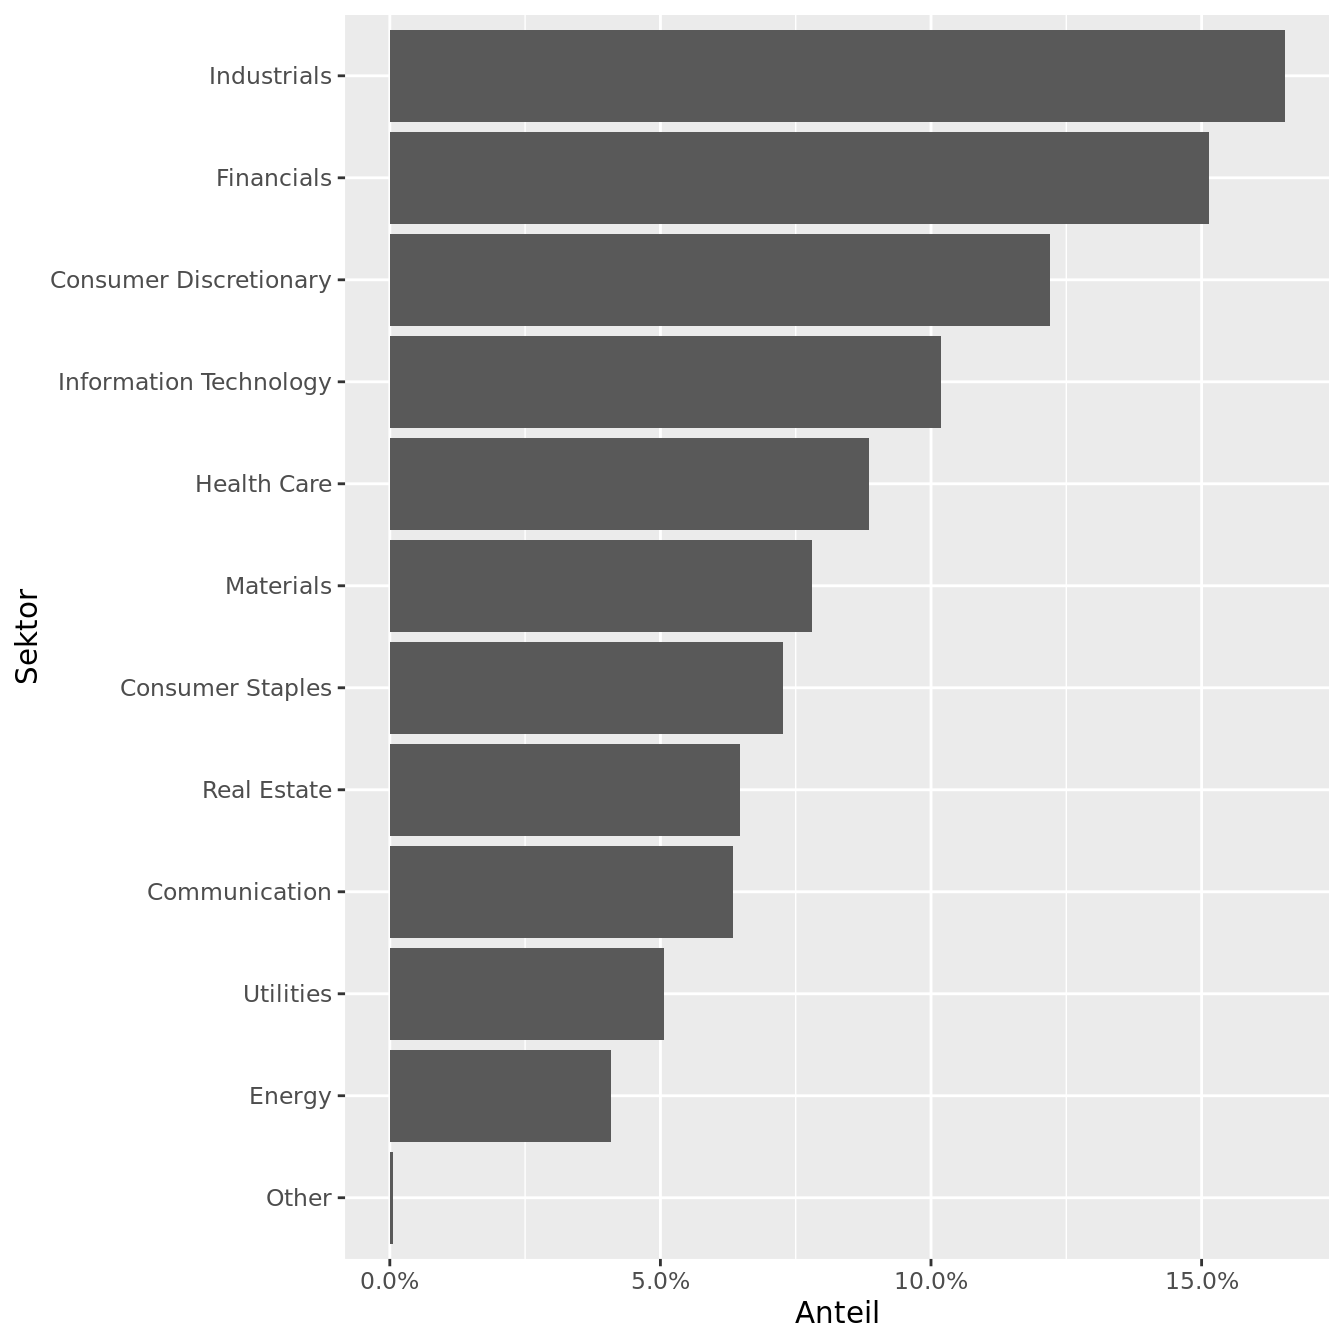 Industrials
Financials
Consumer Discretionary
Information Technology
Health Care
Materials
Consumer Staples
Real Estate
Communication
Utilities
Energy
Other
Sektor
0.0% 5.0% 10.0% 15.0%
Anteil